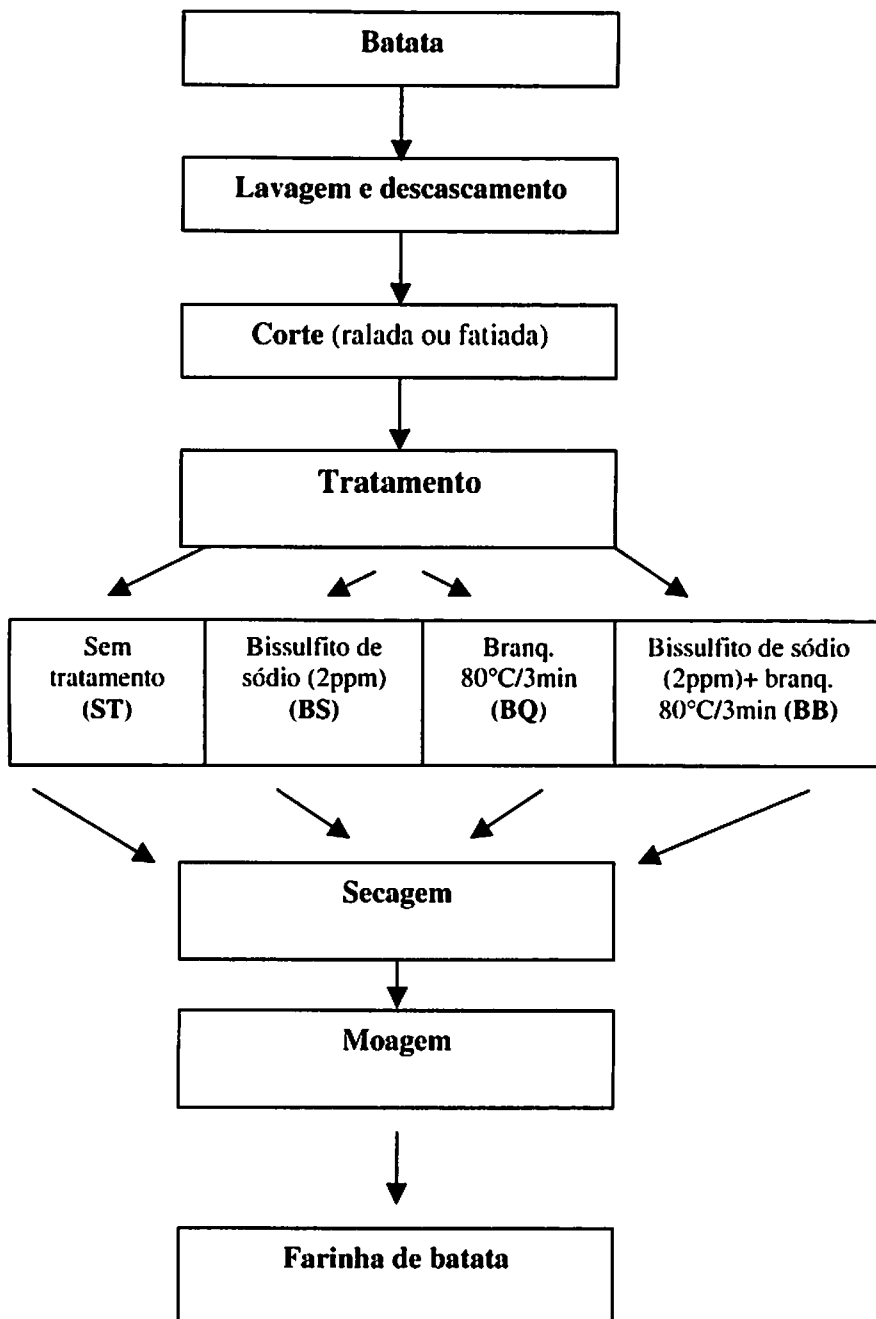 Batata
Lavagem e descascamento
Corte (ralada ou fatiada)
Tratamento
Sem
tratamento
(ST)
Bissulfito de
sódio (2ppm)
(BS)
Branq.
80°C/3min
(BQ)
Bissulfito de sódio
(2ppm)+ branq.
80°C/3min (BB)
Secagem
Moagem
Farinha de batata